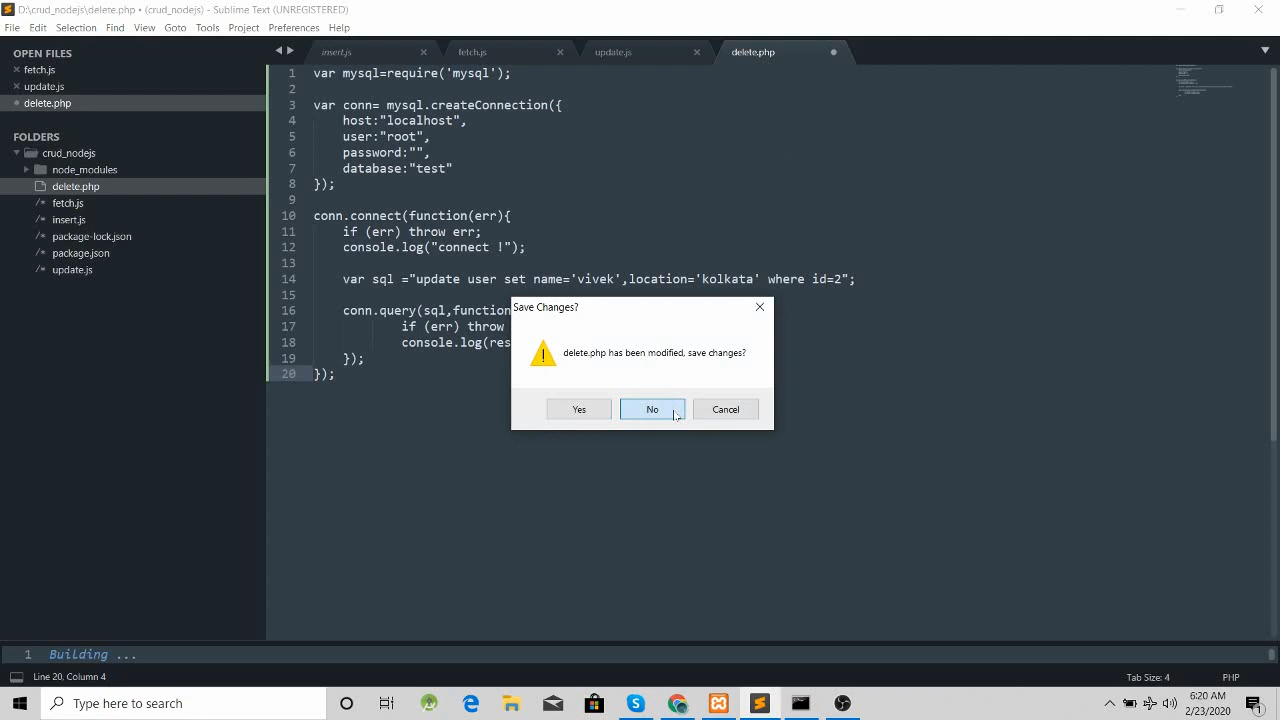 D:\crud_nodejs\delete.php • (crud_nodejs) - Sublime Text (UNREGISTERED)
File Edit Selection Find View Goto Tools Project Preferences Help
OPEN FILES
fetch.js
update.js
delete.php
FOLDERS
crud_nodejs
node_modules
delete.php
/* fetch.js
/* insert.js
/* package-lock.json
/* package.json
/* update.js
insert.js
fetch.js
update.js
delete.php
1 var mysql=require('mysql');
2
3 var conn= mysql.createConnection({
4 host:"localhost",
5 user:"root",
6 password:"",
7 database:"test"
8 });
9
10 conn.connect(function(err){
11 if (err) throw err;
12 console.log("connect !");
13
14 var sql ="update user set name='vivek',location='kolkata' where id=2";
15
16 conn.query(sql,function
17 if (err) throw
18 console.log(res
19 });
20 });
Save Changes?
delete.php has been modified, save changes?
Yes
No
Cancel
1 Building ...
Line 20, Column 4
Tab Size: 4
PHP
Type here to search
6:20 AM
2/23/2020
1